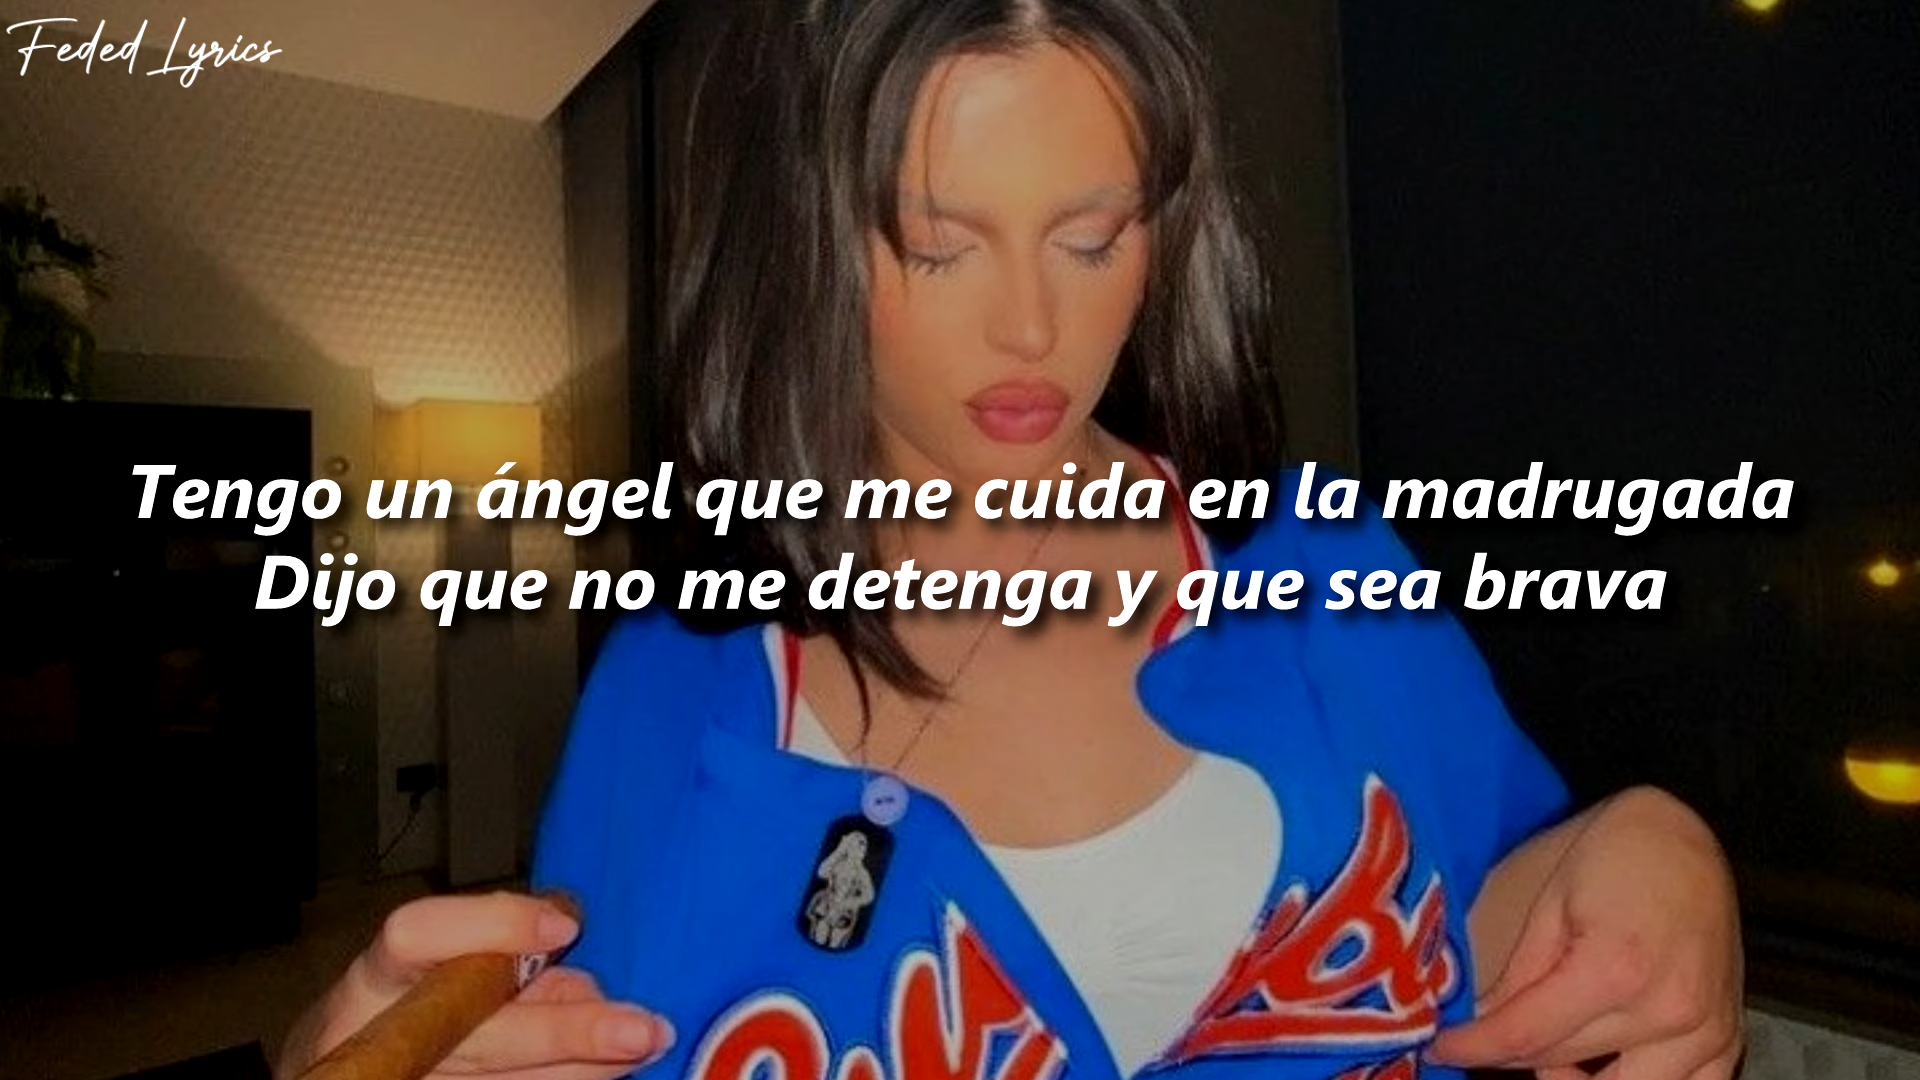 Feded Lyrics
Tengo un ángel que me cuida en la madrugada
Dijo que no me detenga y que sea brava